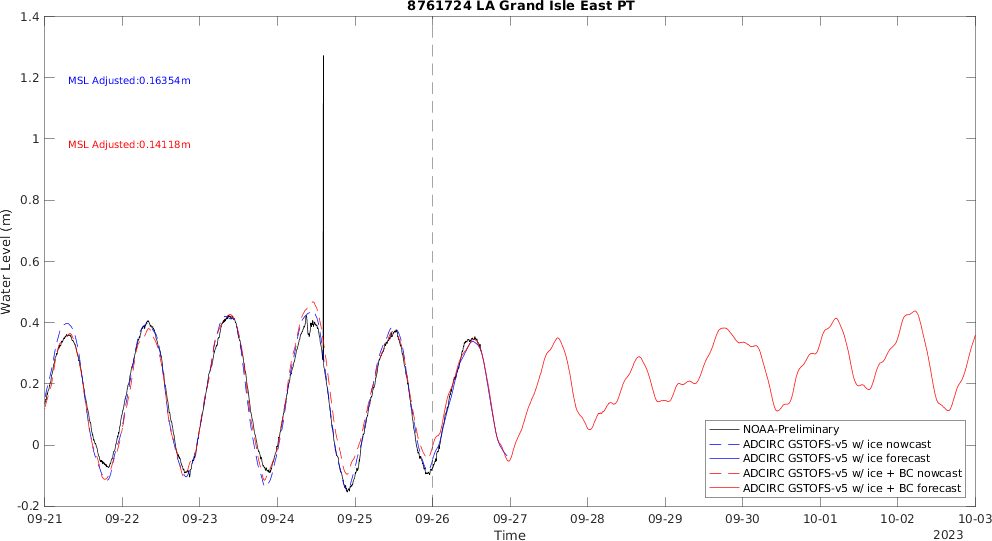 8761724 LA Grand Isle East PT
1.4
1.2
1
0.8
0.6
0.4
0.2
0
-0.2
Water Level (m)
MSL Adjusted:0.16354m
MSL Adjusted:0.14118m
NOAA-Preliminary
ADCIRC GSTOFS-v5 w/ ice nowcast
ADCIRC GSTOFS-v5 w/ ice forecast
ADCIRC GSTOFS-v5 w/ ice + BC nowcast
ADCIRC GSTOFS-v5 w/ ice + BC forecast
09-21 09-22 09-23 09-24 09-25 09-26 09-27 09-28 09-29 09-30 10-01 10-02 10-03
Time
2023